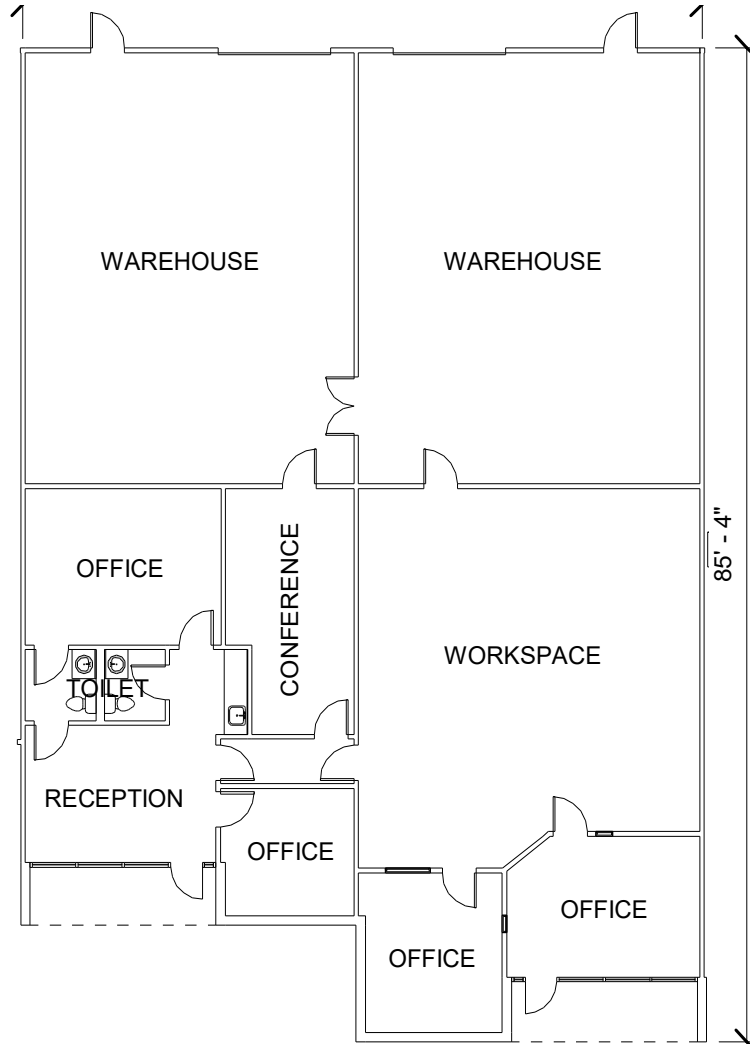 WAREHOUSE
WAREHOUSE
OFFICE
CONFERENCE
85' - 4"
WORKSPACE
TOILET
RECEPTION
OFFICE
OFFICE
OFFICE